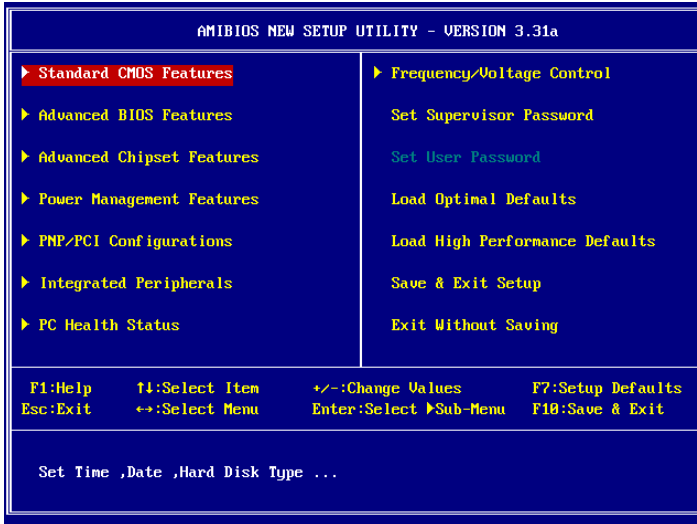 AMIBIOS NEW SETUP UTILITY - VERSION 3.31a
Standard CMOS Features
Advanced BIOS Features
Advanced Chipset Features
Power Management Features
PNP/PCI Configurations
Integrated Peripherals
PC Health Status
Frequency/Voltage Control
Set Supervisor Password
Set User Password
Load Optimal Defaults
Load High Performance Defaults
Save & Exit Setup
Exit Without Saving
F1:Help ↑↓:Select Item +/-:Change Values F7:Setup Defaults
Esc:Exit ←→:Select Menu Enter:Select ▶Sub-Menu F10:Save & Exit
Set Time ,Date ,Hard Disk Type ...